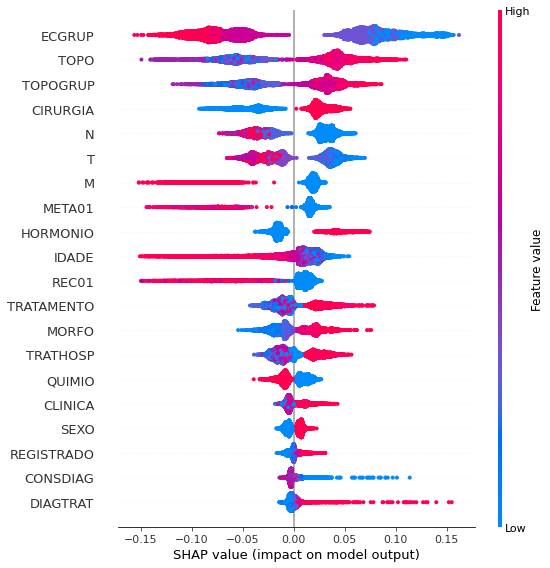 High
ECGRUP
TOPO
TOPOGRUP
CIRURGIA
N
T
M
META01
HORMONIO
IDADE
REC01
TRATAMENTO
MORFO
TRATHOSP
QUIMIO
CLINICA
SEXO
REGISTRADO
CONSDIAG
DIAGTRAT
Feature value
Low
−0.15 −0.10 −0.05 0.00 0.05 0.10 0.15
SHAP value (impact on model output)